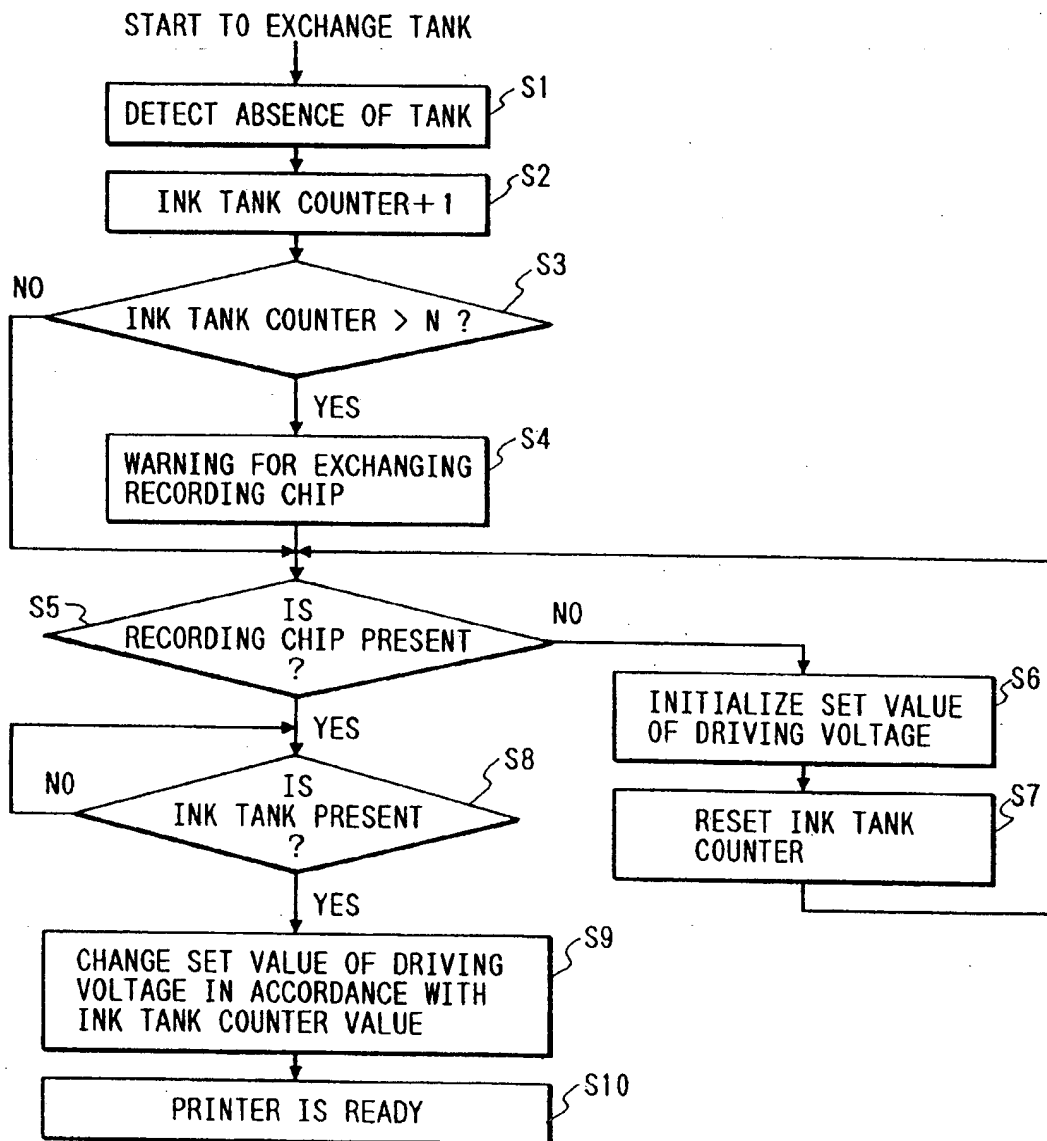 START TO EXCHANGE TANK
S1
DETECT ABSENCE OF TANK
S2
INK TANK COUNTER+1
S3
NO
INK TANK COUNTER > N ?
YES
S4
WARNING FOR EXCHANGING
RECORDING CHIP
S5
IS
RECORDING CHIP PRESENT
?
NO
YES
S6
INITIALIZE SET VALUE
OF DRIVING VOLTAGE
S7
RESET INK TANK
COUNTER
S8
NO
IS
INK TANK PRESENT
?
YES
S9
CHANGE SET VALUE OF DRIVING
VOLTAGE IN ACCORDANCE WITH
INK TANK COUNTER VALUE
S10
PRINTER IS READY